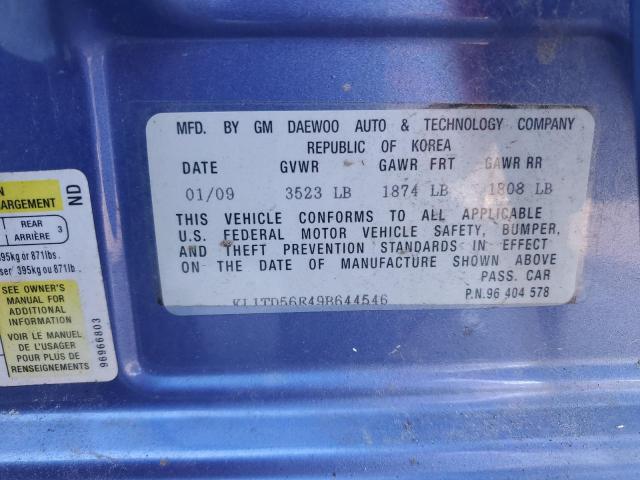 MFD. BY GM DAEWOO AUTO & TECHNOLOGY COMPANY
REPUBLIC OF KOREA
DATE GVWR GAWR FRT GAWR RR
01/09 3523 LB 1874 LB 1808 LB
THIS VEHICLE CONFORMS TO ALL APPLICABLE
U.S. FEDERAL MOTOR VEHICLE SAFETY, BUMPER,
AND THEFT PREVENTION STANDARDS IN EFFECT
ON THE DATE OF MANUFACTURE SHOWN ABOVE
PASS. CAR
KL1TD56R49B644546
P.N.96 404 578
ARGEMENT
ND
REAR
ARRIÈRE 3
395kg or 871lbs.
395kg ou 871lb.
SEE OWNER'S
MANUAL FOR
ADDITIONAL
INFORMATION
VOIR LE MANUEL
DE L'USAGER
POUR PLUS DE
RENSEIGNEMENTS
96966803